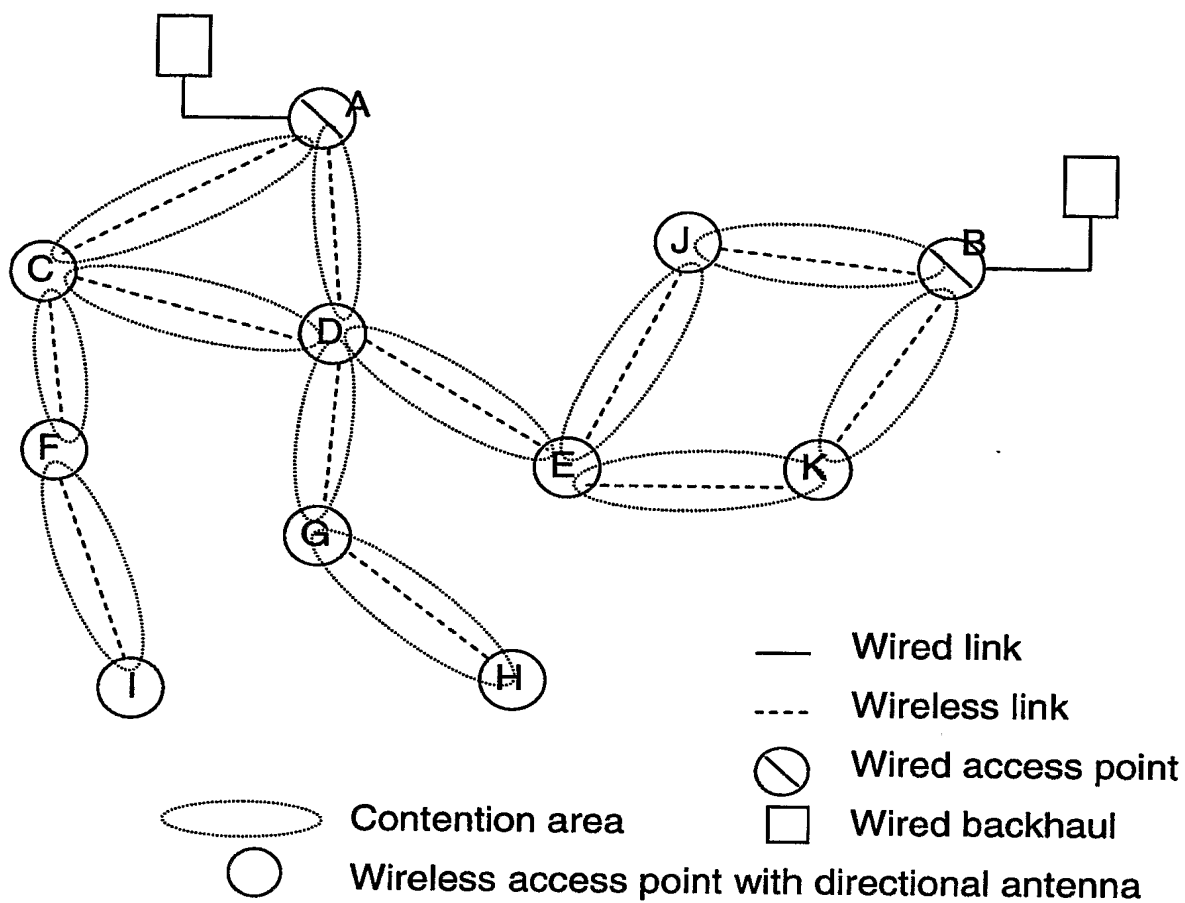 A
B
J
C
D
E
K
F
G
H
I
Wired link
Wireless link
Wired access point
Wired backhaul
Contention area
Wireless access point with directional antenna